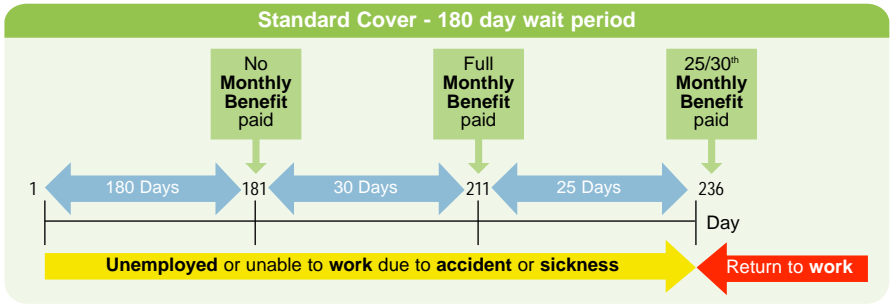 Standard Cover - 180 day wait period
No
Monthly
Benefit
paid
Full
Monthly
Benefit
paid
25/30th
Monthly
Benefit
paid
1 180 Days 181 30 Days 211 25 Days 236
Day
Unemployed or unable to work due to accident or sickness
Return to work